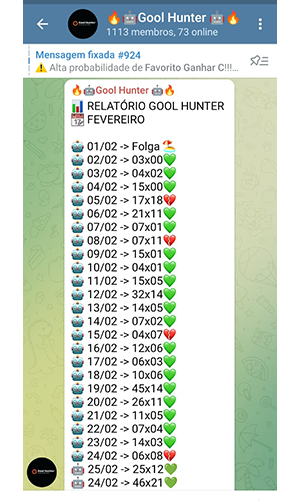 🔥🤖Gool Hunter 🤖🔥
1113 membros, 73 online
Mensagem fixada #924
⚠️ Alta probabilidade de Favorito Ganhar C!!!...
🔥🤖Gool Hunter 🤖🔥
📊 RELATÓRIO GOOL HUNTER
📆 FEVEREIRO
🤖 01/02 -> Folga 🏖️
🤖 02/02 -> 03x00💚
🤖 03/02 -> 04x02💚
🤖 04/02 -> 15x00💚
🤖 05/02 -> 17x18💔
🤖 06/02 -> 21x11💚
🤖 07/02 -> 07x01💚
🤖 08/02 -> 07x11💔
🤖 09/02 -> 15x01💚
🤖 10/02 -> 04x01💚
🤖 11/02 -> 15x05💚
🤖 12/02 -> 32x14💚
🤖 13/02 -> 14x05💚
🤖 14/02 -> 07x02💚
🤖 15/02 -> 04x07💔
🤖 16/02 -> 12x06💚
🤖 17/02 -> 06x03💚
🤖 18/02 -> 10x06💚
🤖 19/02 -> 45x14💚
🤖 20/02 -> 26x11💚
🤖 21/02 -> 11x05💚
🤖 22/02 -> 07x04💚
🤖 23/02 -> 14x03💚
🤖 24/02 -> 06x08💔
🤖 25/02 -> 25x12💚
🤖 24/02 -> 46x21💚